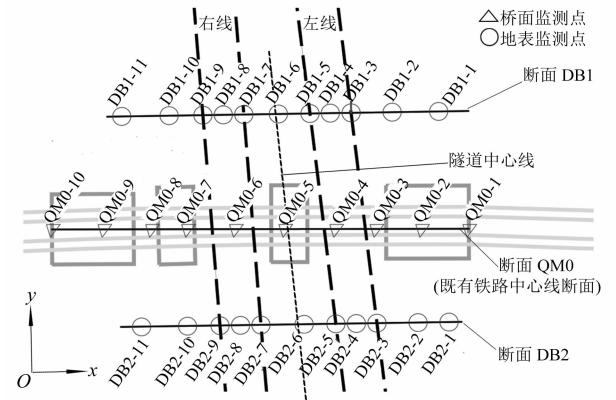 右线
左线
桥面监测点
地表监测点
DB1-11
DB1-10
DB1-9
DB1-8
DB1-7
DB1-6
DB1-5
DB1-4
DB1-3
DB1-2
DB1-1
断面 DB1
隧道中心线
QM0-10
QM0-9
QM0-8
QM0-7
QM0-6
QM0-5
QM0-4
QM0-3
QM0-2
QM0-1
断面 QM0
(既有铁路中心线断面)
y
O
x
DB2-11
DB2-10
DB2-9
DB2-8
DB2-7
DB2-6
DB2-5
DB2-4
DB2-3
DB2-2
DB2-1
断面 DB2